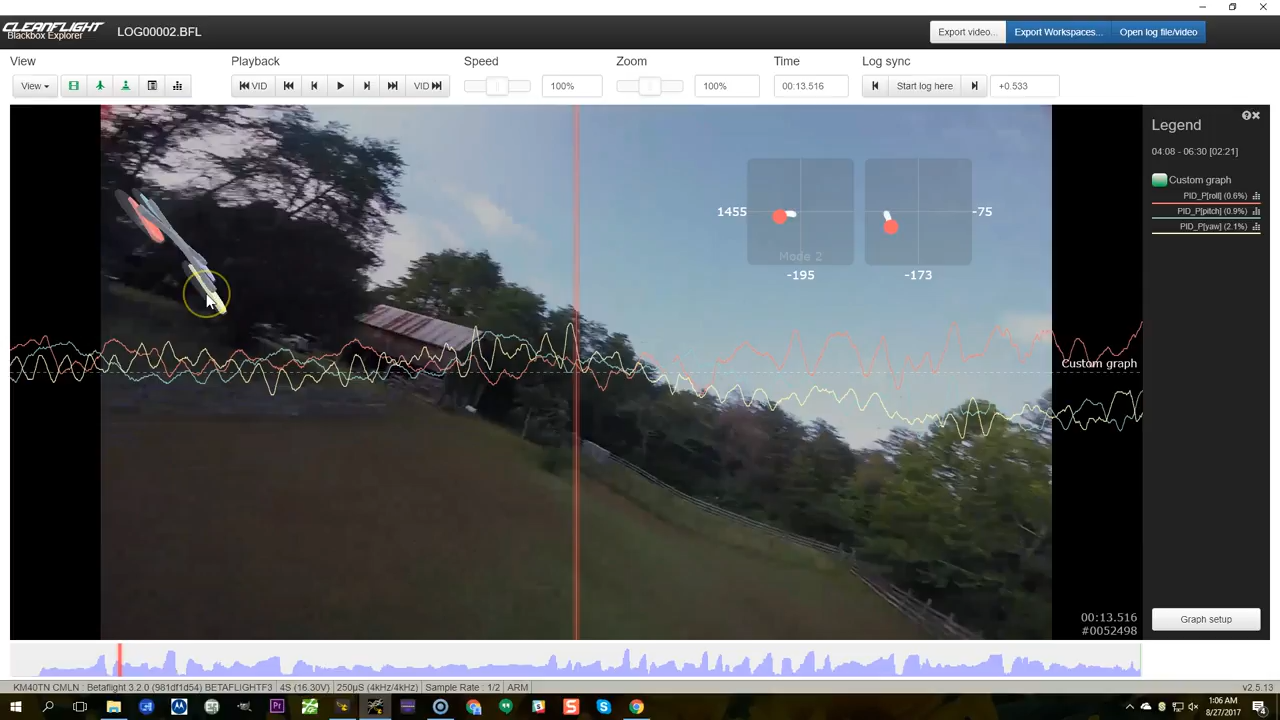 CLEANFLIGHT
Blackbox Explorer
LOG00002.BFL
Export video...
Export Workspaces...
Open log file/video
View
Playback
Speed
Zoom
Time
Log sync
View
VID
VID
100%
100%
00:13.516
Start log here
+0.533
Legend
04:08 - 06:30 [02:21]
Custom graph
PID_P[roll] (0.6%)
PID_P[pitch] (0.9%)
PID_P[yaw] (2.1%)
1455
-75
Mode 2
-195
-173
Custom graph
00:13.516
#0052498
Graph setup
KM40TN CMLN : Betaflight 3.2.0 (981df1d54) BETAFLIGHTF3
4S (16.30V)
250µS (4kHz/4kHz)
Sample Rate : 1/2
ARM
v2.5.13
1:06 AM
8/27/2017